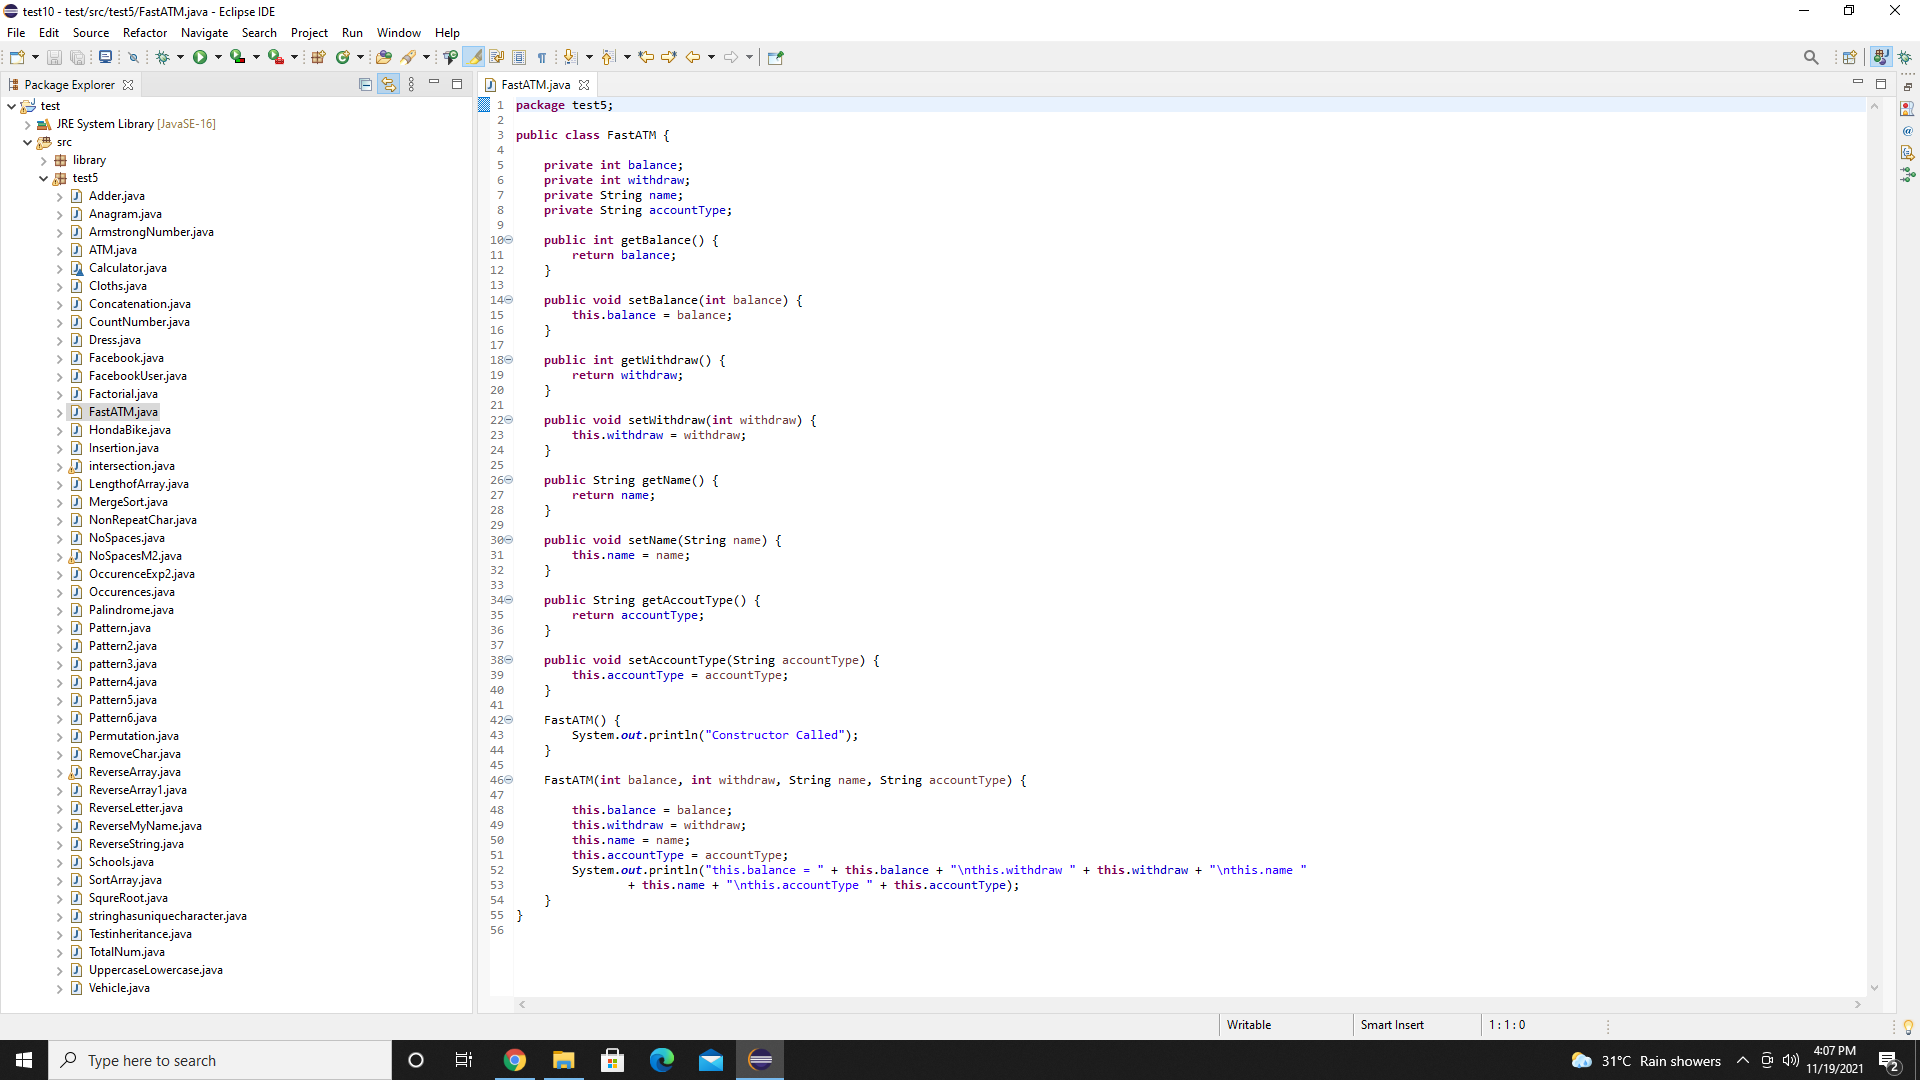 test10 - test/src/test5/FastATM.java - Eclipse IDE
File Edit Source Refactor Navigate Search Project Run Window Help
Package Explorer
test
JRE System Library [JavaSE-16]
src
library
test5
Adder.java
Anagram.java
ArmstrongNumber.java
ATM.java
Calculator.java
Cloths.java
Concatenation.java
CountNumber.java
Dress.java
Facebook.java
FacebookUser.java
Factorial.java
FastATM.java
HondaBike.java
Insertion.java
intersection.java
LengthofArray.java
MergeSort.java
NonRepeatChar.java
NoSpaces.java
NoSpacesM2.java
OccurenceExp2.java
Occurences.java
Palindrome.java
Pattern.java
Pattern2.java
pattern3.java
Pattern4.java
Pattern5.java
Pattern6.java
Permutation.java
RemoveChar.java
ReverseArray.java
ReverseArray1.java
ReverseLetter.java
ReverseMyName.java
ReverseString.java
Schools.java
SortArray.java
SqureRoot.java
stringhasuniquecharacter.java
Testinheritance.java
TotalNum.java
UppercaseLowercase.java
Vehicle.java
FastATM.java
1 package test5;
2
3 public class FastATM {
4
5     private int balance;
6     private int withdraw;
7     private String name;
8     private String accountType;
9
10     public int getBalance() {
11         return balance;
12     }
13
14     public void setBalance(int balance) {
15         this.balance = balance;
16     }
17
18     public int getWithdraw() {
19         return withdraw;
20     }
21
22     public void setWithdraw(int withdraw) {
23         this.withdraw = withdraw;
24     }
25
26     public String getName() {
27         return name;
28     }
29
30     public void setName(String name) {
31         this.name = name;
32     }
33
34     public String getAccoutType() {
35         return accountType;
36     }
37
38     public void setAccountType(String accountType) {
39         this.accountType = accountType;
40     }
41
42     FastATM() {
43         System.out.println("Constructor Called");
44     }
45
46     FastATM(int balance, int withdraw, String name, String accountType) {
47
48         this.balance = balance;
49         this.withdraw = withdraw;
50         this.name = name;
51         this.accountType = accountType;
52         System.out.println("this.balance = " + this.balance + "\nthis.withdraw " + this.withdraw + "\nthis.name "
53                 + this.name + "\nthis.accountType " + this.accountType);
54     }
55 }
56
Writable Smart Insert 1 : 1 : 0
Type here to search
31°C Rain showers
4:07 PM
11/19/2021
2